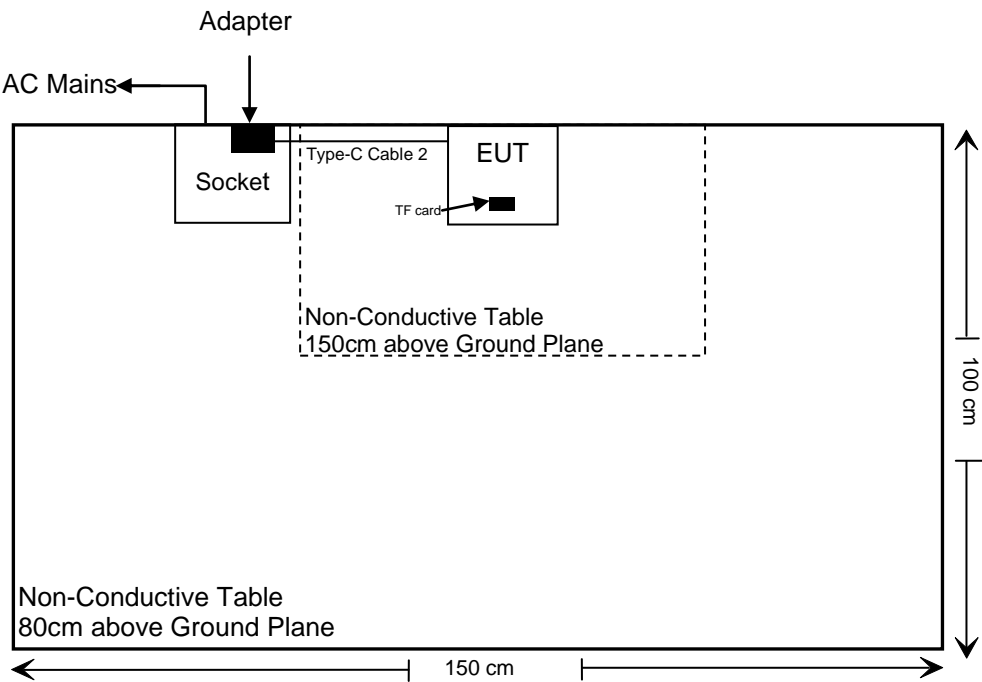 Adapter
AC Mains
Type-C Cable 2
EUT
Socket
TF card
Non-Conductive Table
150cm above Ground Plane
100 cm
Non-Conductive Table
80cm above Ground Plane
150 cm